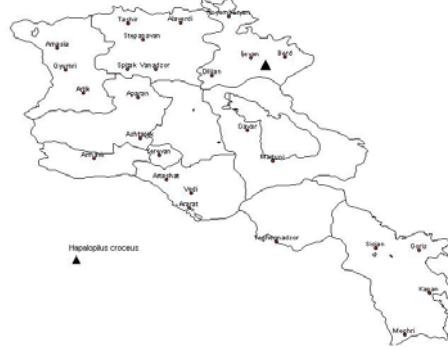 Tashir
Alaverdi
Noyemberyan
Stepanavan
Amasia
Ijevan
Berd
Gyumri
Spitak
Vanadzor
Dilijan
Artik
Aparan
Gavar
Ashtarak
Armavir
Yerevan
Martuni
Artashat
Vedi
Ararat
Yeghegnadzor
Sisian
Goris
Hapalopilus croceus
Kapan
Meghri